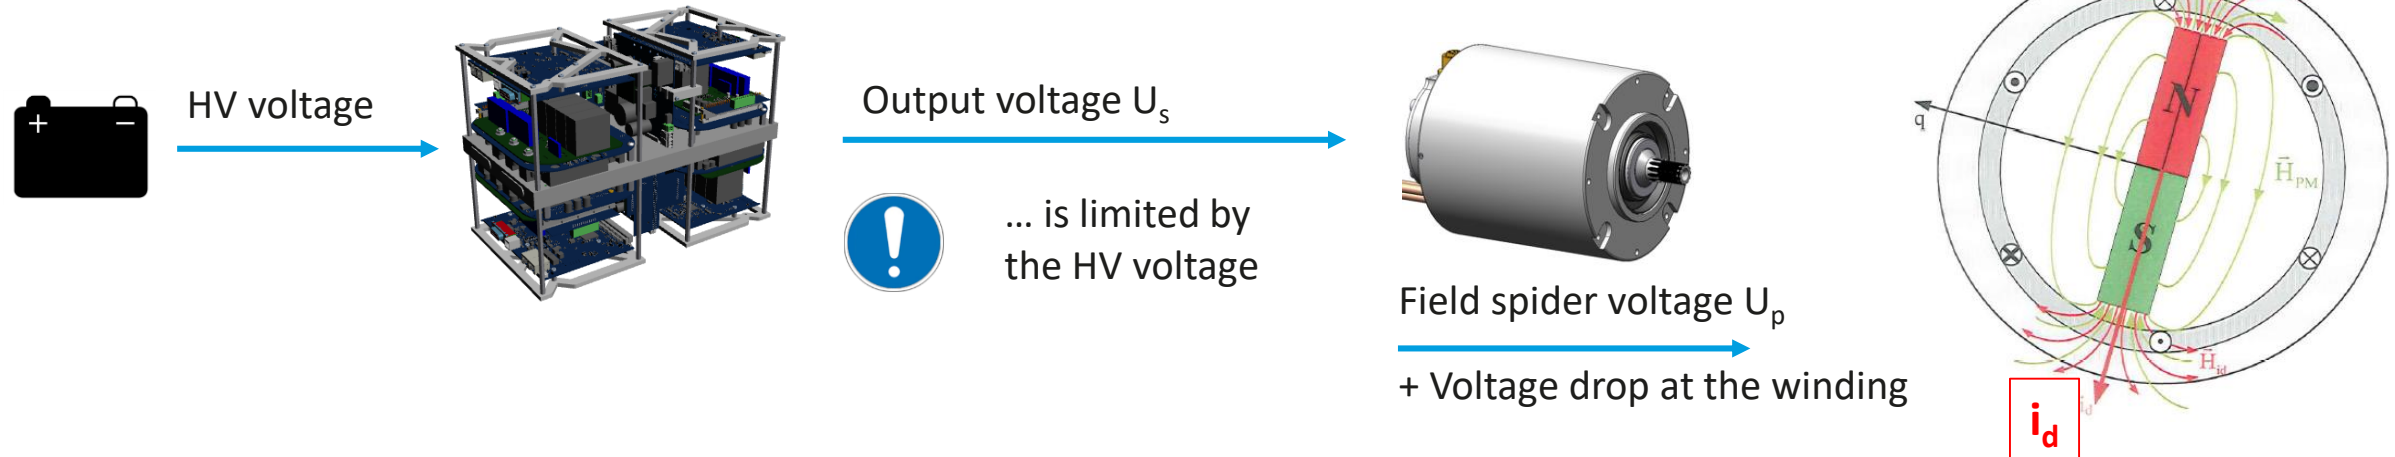 + −
HV voltage
Output voltage Uₛ
... is limited by
the HV voltage
Field spider voltage Uₚ
+ Voltage drop at the winding
q
N
S
H⃗PM
H⃗id
id
id